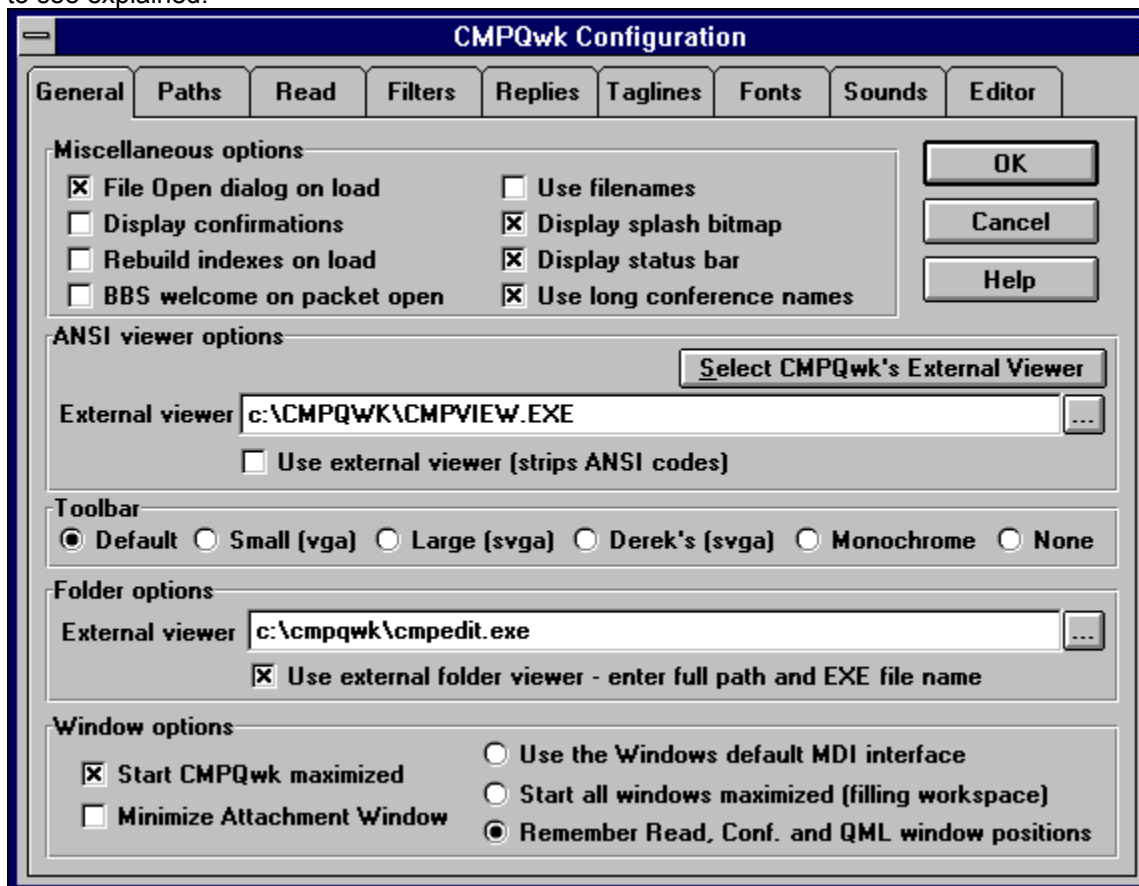 to see explained.
CMPQwk Configuration
General Paths Read Filters Replies Taglines Fonts Sounds Editor
Miscellaneous options
File Open dialog on load
Display confirmations
Rebuild indexes on load
BBS welcome on packet open
Use filenames
Display splash bitmap
Display status bar
Use long conference names
OK
Cancel
Help
ANSI viewer options
Select CMPQwk's External Viewer
External viewer c:\CMPQWK\CMPVIEW.EXE ...
Use external viewer (strips ANSI codes)
Toolbar
Default Small (vga) Large (svga) Derek's (svga) Monochrome None
Folder options
External viewer c:\cmpqwk\cmpedit.exe ...
Use external folder viewer - enter full path and EXE file name
Window options
Start CMPQwk maximized
Minimize Attachment Window
Use the Windows default MDI interface
Start all windows maximized (filling workspace)
Remember Read, Conf. and QML window positions